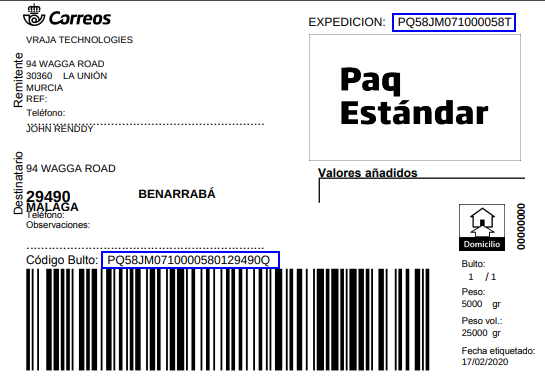 Correos
EXPEDICION: PQ58JM071000058T
Remitente
VRAJA TECHNOLOGIES
94 WAGGA ROAD
30360 LA UNIÓN
MURCIA
REF:
Teléfono:
Paq
Estándar
Destinatario
JOHN RENDDY
94 WAGGA ROAD
29490 BENARRABÁ
MÁLAGA
Teléfono:
Observaciones:
Valores añadidos
Domicilio
00000000
Código Bulto: PQ58JM0710000580129490Q
Bulto:
1 / 1
Peso:
5000 gr
Peso vol.:
25000 gr
Fecha etiquetado:
17/02/2020